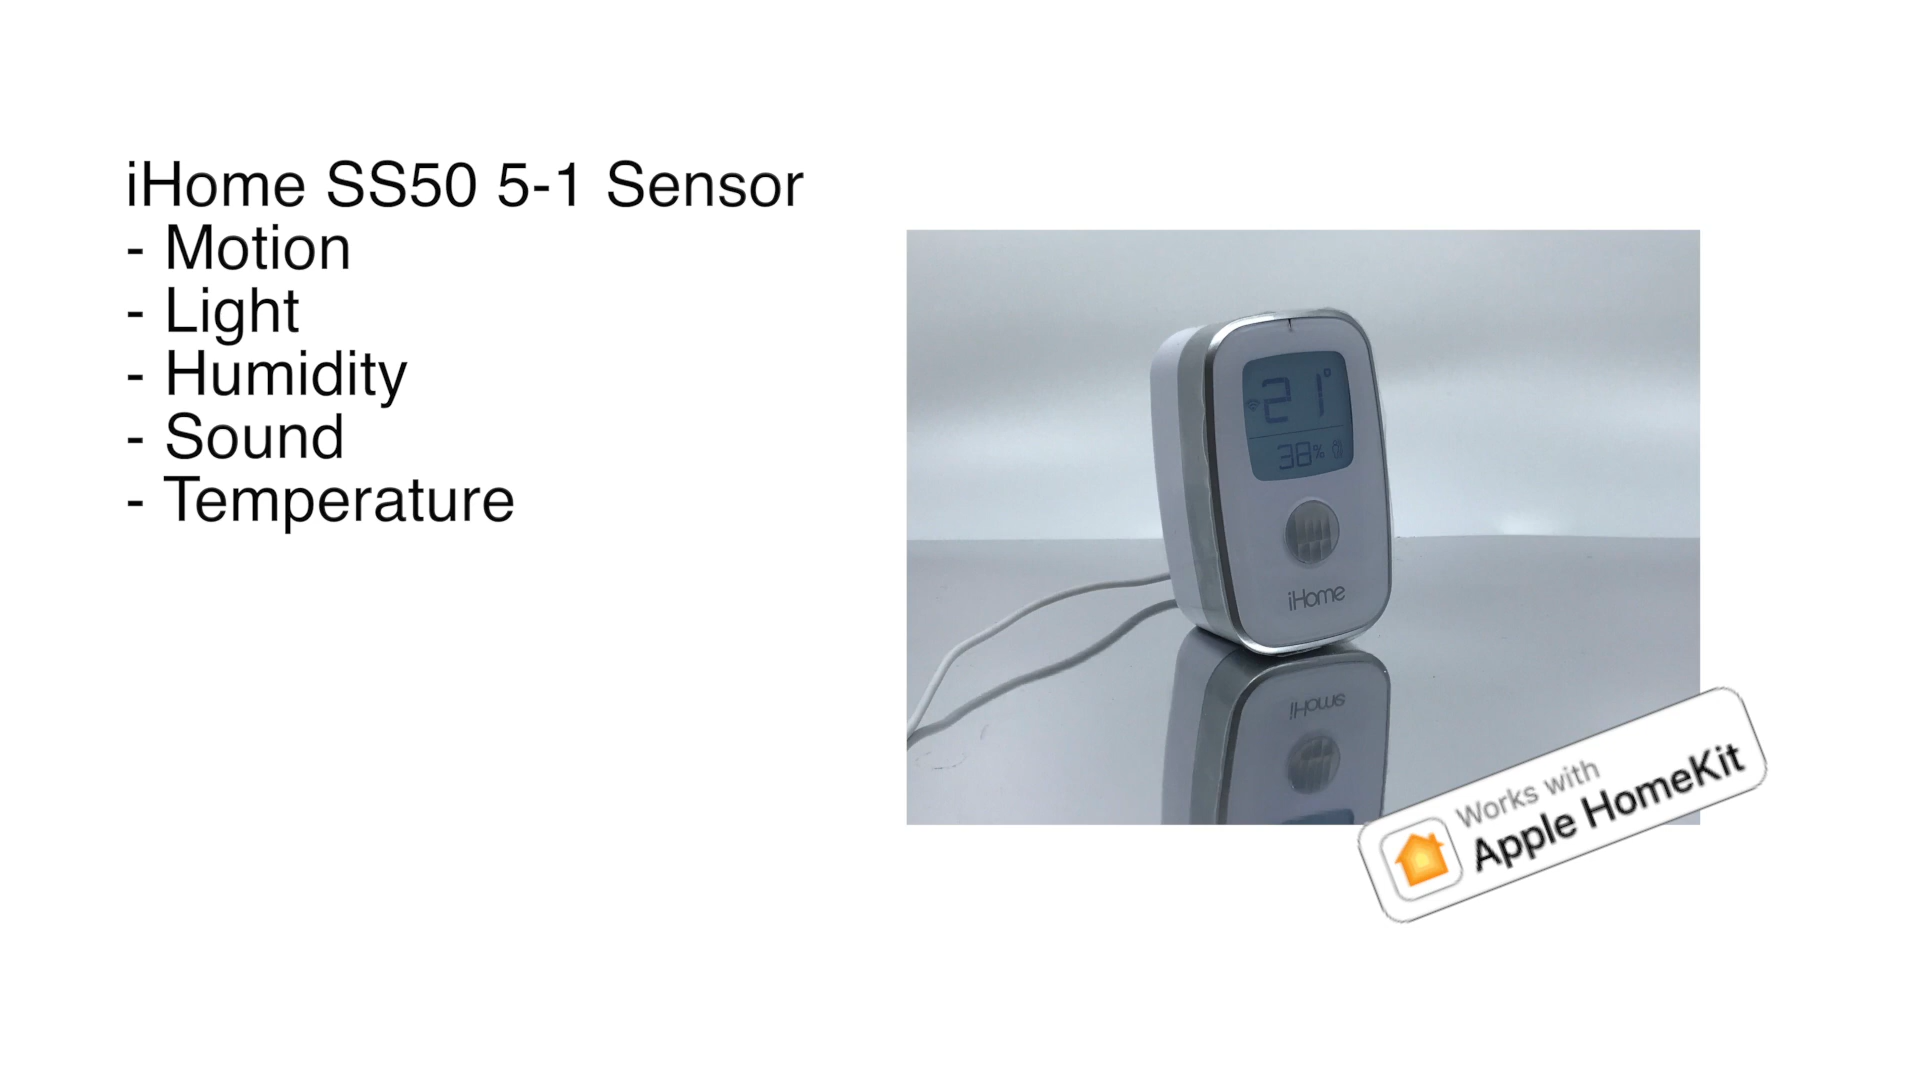 iHome SS50 5-1 Sensor
- Motion
- Light
- Humidity
- Sound
- Temperature
21°
38%
iHome
iHome
Works with
Apple HomeKit